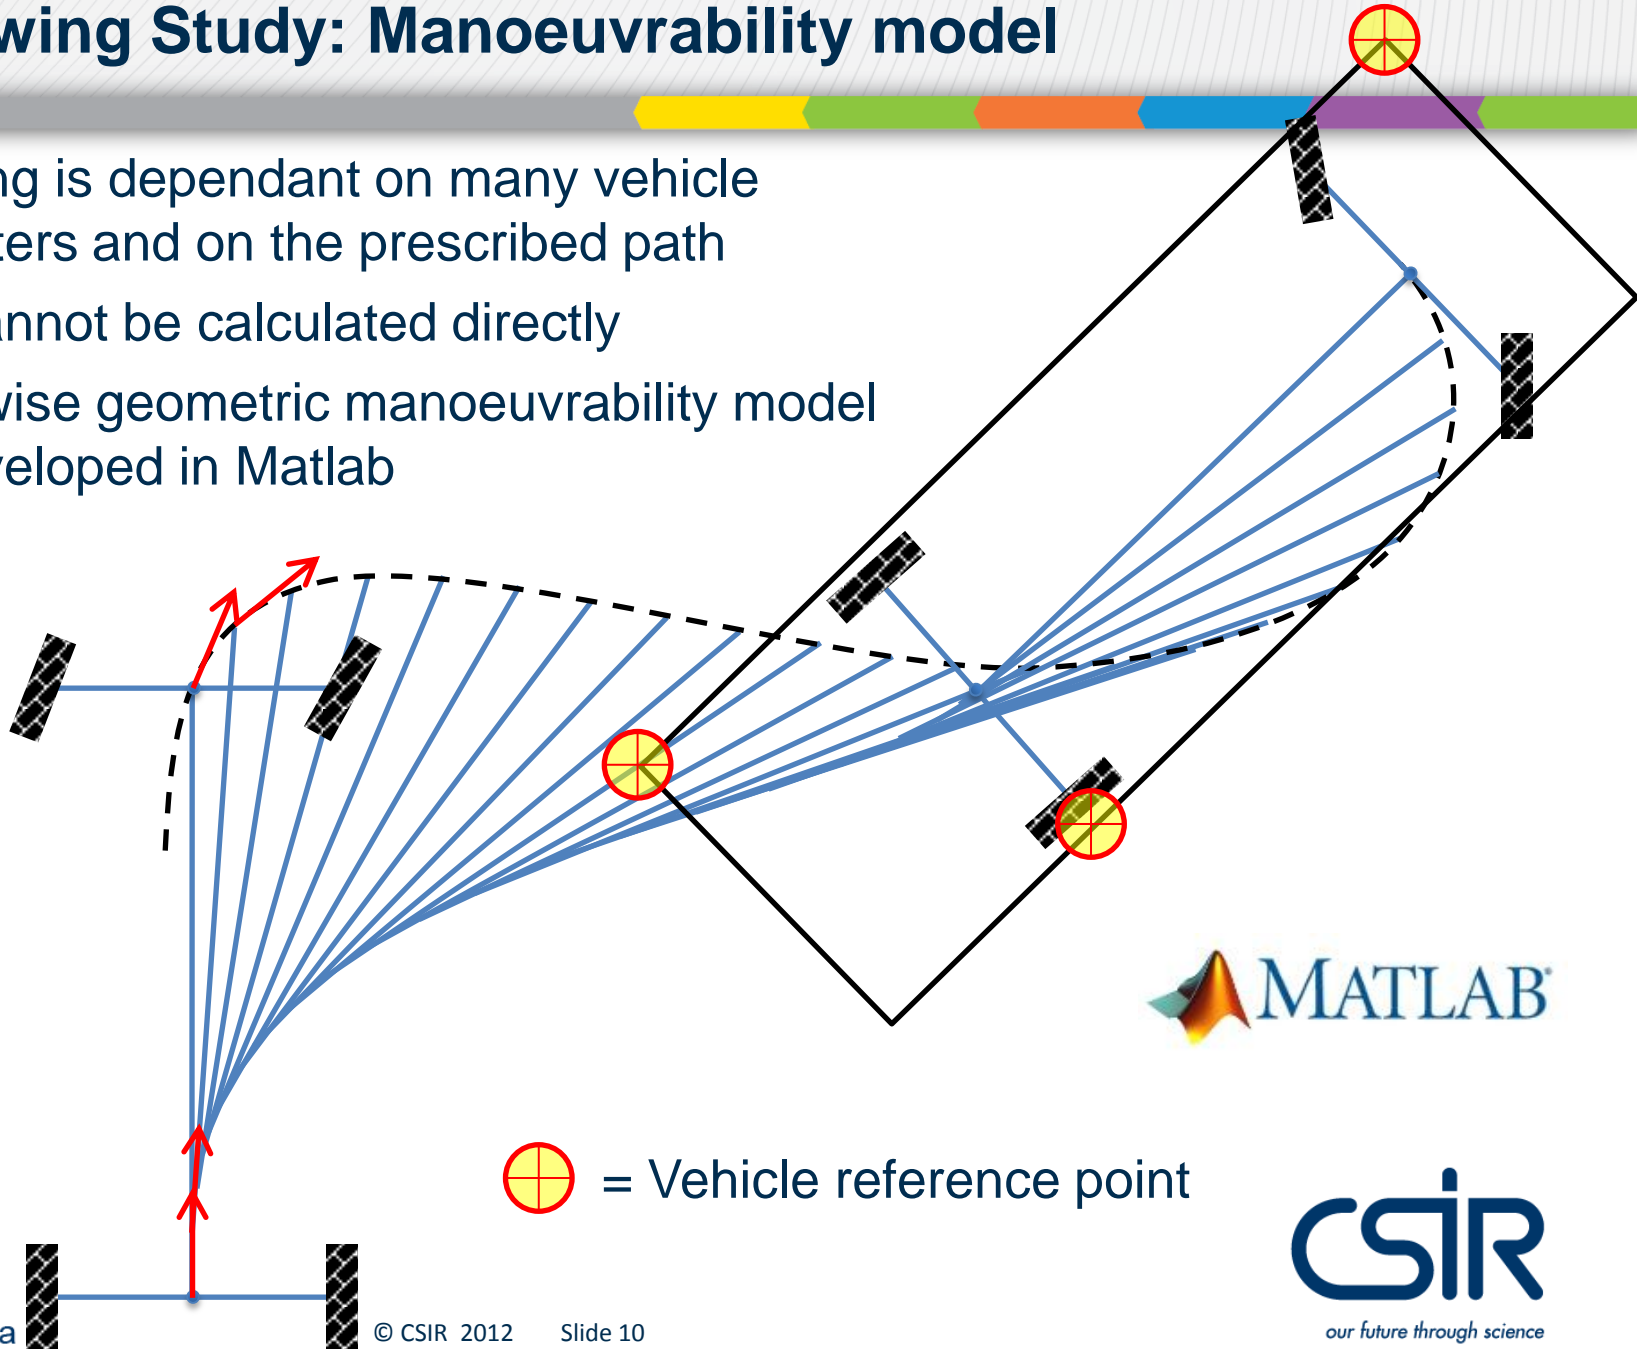 wing Study: Manoeuvrability model
ng is dependant on many vehicle
ters and on the prescribed path
annot be calculated directly
wise geometric manoeuvrability model
veloped in Matlab
MATLAB®
= Vehicle reference point
CSIR
our future through science
a
© CSIR 2012 Slide 10